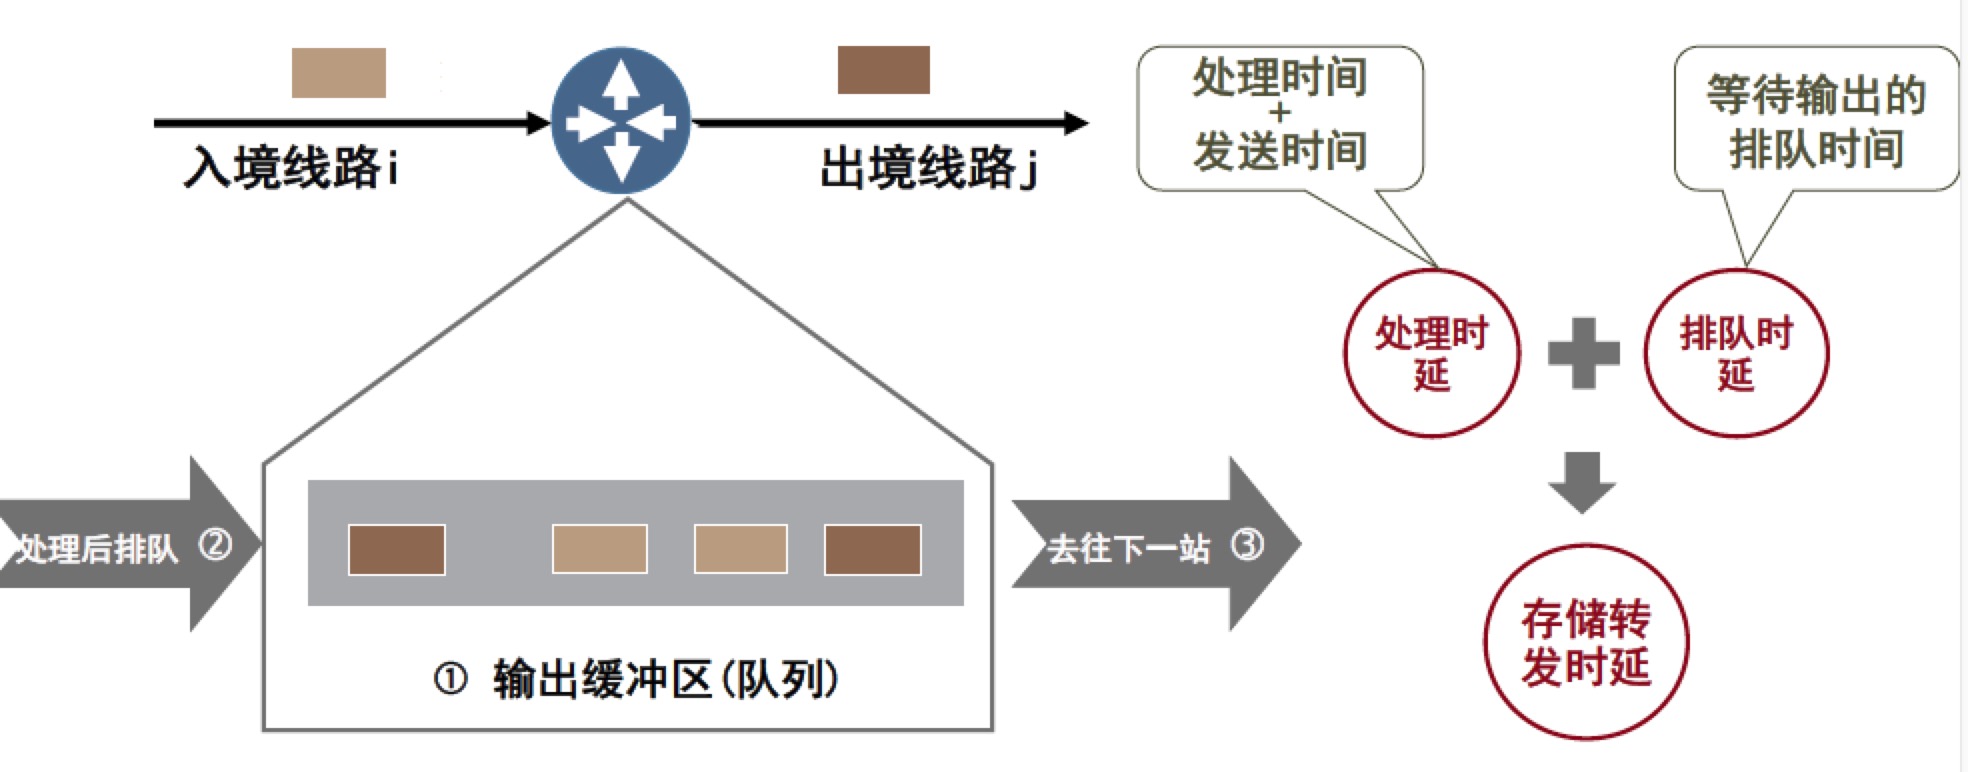 入境线路i
出境线路j
处理时间
+
发送时间
等待输出的
排队时间
处理时
延
排队时
延
处理后排队 ②
去往下一站 ③
① 输出缓冲区(队列)
存储转
发时延